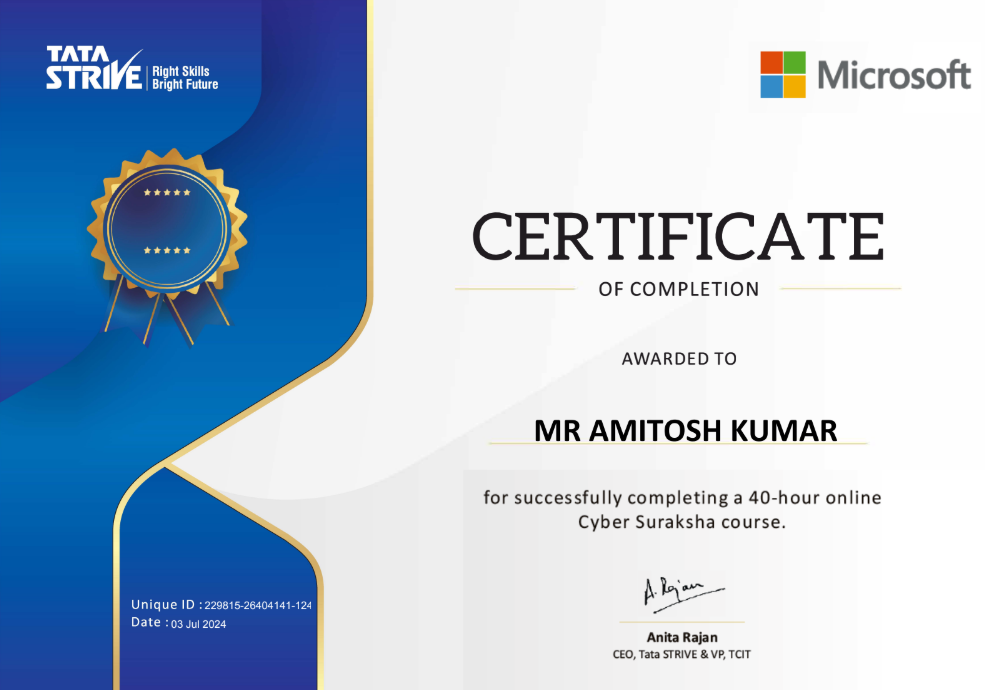 TATA
STRIVE
Right Skills
Bright Future
Microsoft
CERTIFICATE
OF COMPLETION
AWARDED TO
MR AMITOSH KUMAR
for successfully completing a 40-hour online
Cyber Suraksha course.
A. Rajan
Anita Rajan
CEO, Tata STRIVE & VP, TCIT
Unique ID : 229815-26404141-124
Date : 03 Jul 2024